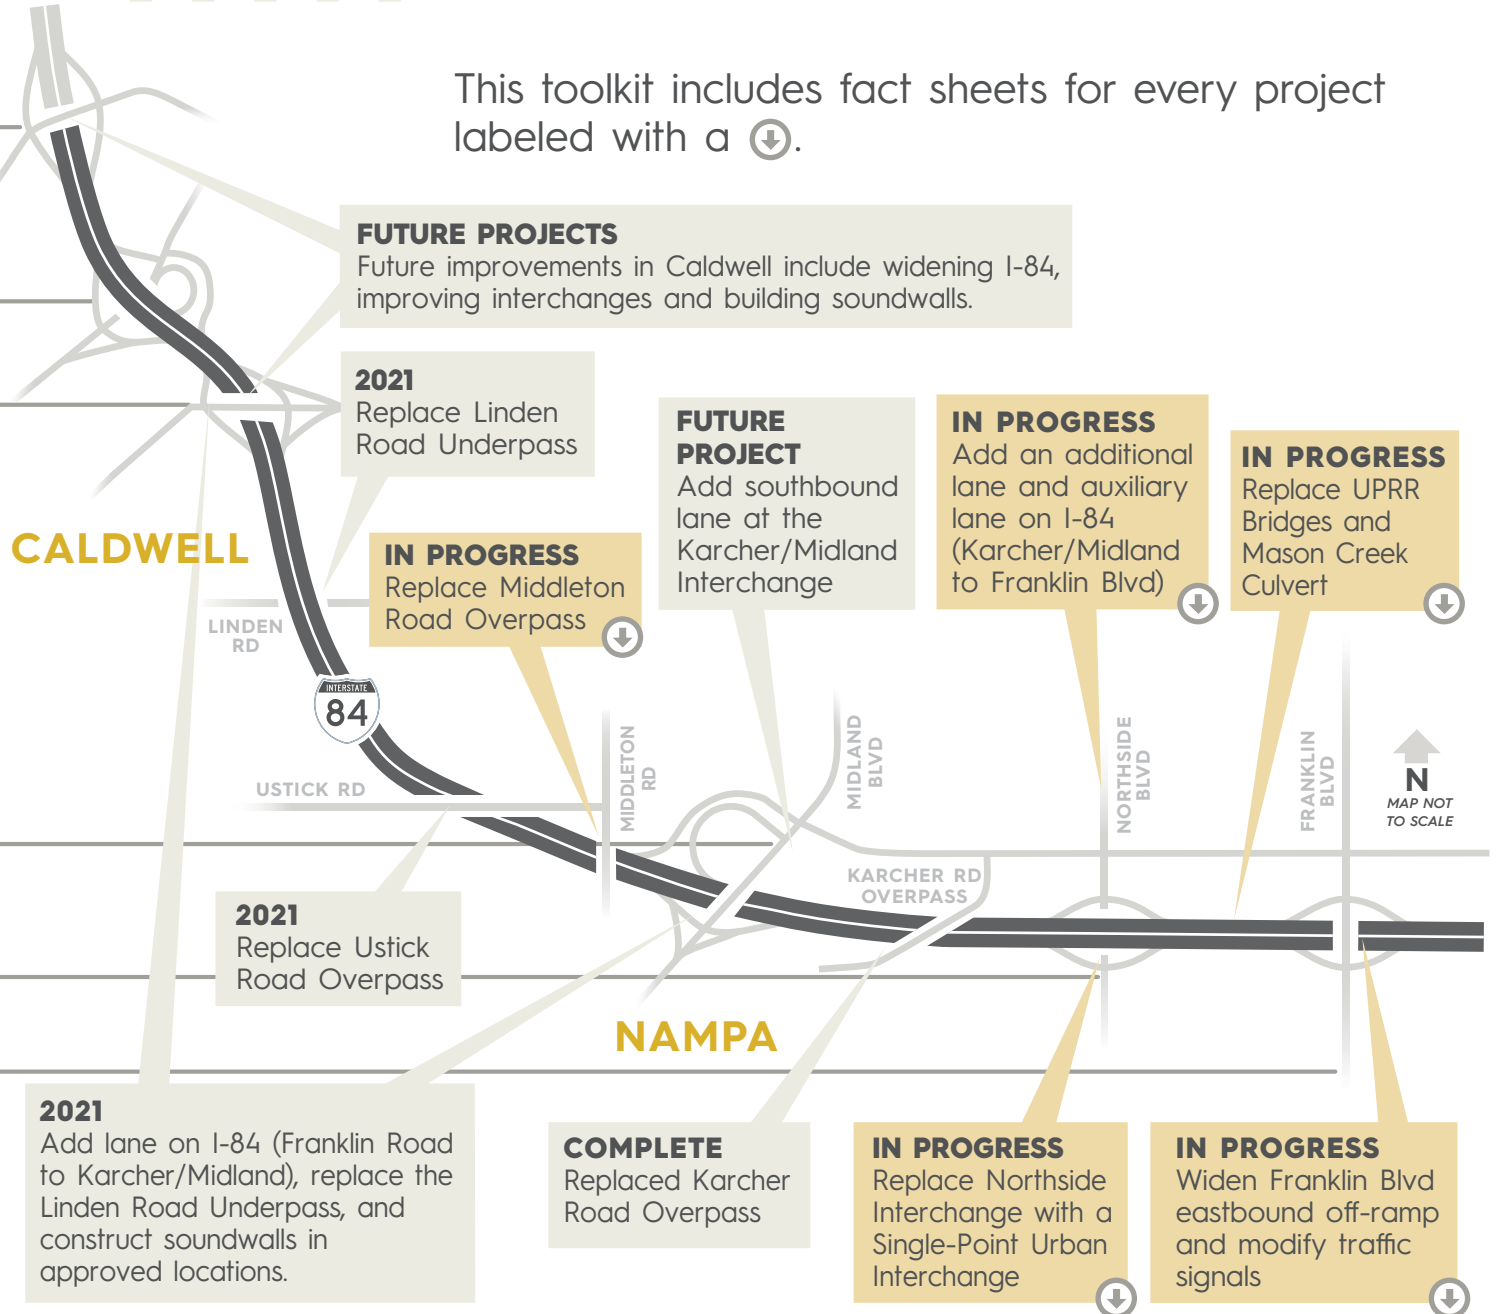 This toolkit includes fact sheets for every project
labeled with a .
FUTURE PROJECTS
Future improvements in Caldwell include widening I-84,
improving interchanges and building soundwalls.
2021
Replace Linden
Road Underpass
FUTURE
PROJECT
Add southbound
lane at the
Karcher/Midland
Interchange
IN PROGRESS
Add an additional
lane and auxiliary
lane on I-84
(Karcher/Midland
to Franklin Blvd)
IN PROGRESS
Replace UPRR
Bridges and
Mason Creek
Culvert
CALDWELL
IN PROGRESS
Replace Middleton
Road Overpass
LINDEN
RD
INTERSTATE
84
USTICK RD
MIDDLETON
RD
MIDLAND
BLVD
NORTHSIDE
BLVD
FRANKLIN
BLVD
N
MAP NOT
TO SCALE
KARCHER RD
OVERPASS
2021
Replace Ustick
Road Overpass
NAMPA
2021
Add lane on I-84 (Franklin Road
to Karcher/Midland), replace the
Linden Road Underpass, and
construct soundwalls in
approved locations.
COMPLETE
Replaced Karcher
Road Overpass
IN PROGRESS
Replace Northside
Interchange with a
Single-Point Urban
Interchange
IN PROGRESS
Widen Franklin Blvd
eastbound off-ramp
and modify traffic
signals